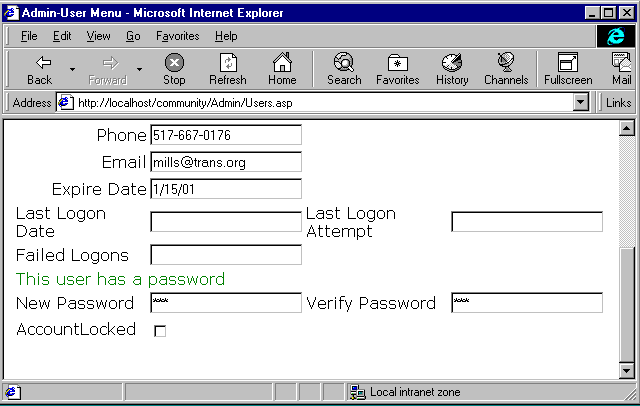 Admin-User Menu - Microsoft Internet Explorer
File Edit View Go Favorites Help
Back Forward Stop Refresh Home Search Favorites History Channels Fullscreen Mail
Address http://localhost/community/Admin/Users.asp Links
Phone 517-667-0176
Email mills@trans.org
Expire Date 1/15/01
Last Logon Date Last Logon Attempt
Failed Logons
This user has a password
New Password *** Verify Password ***
AccountLocked
Local intranet zone